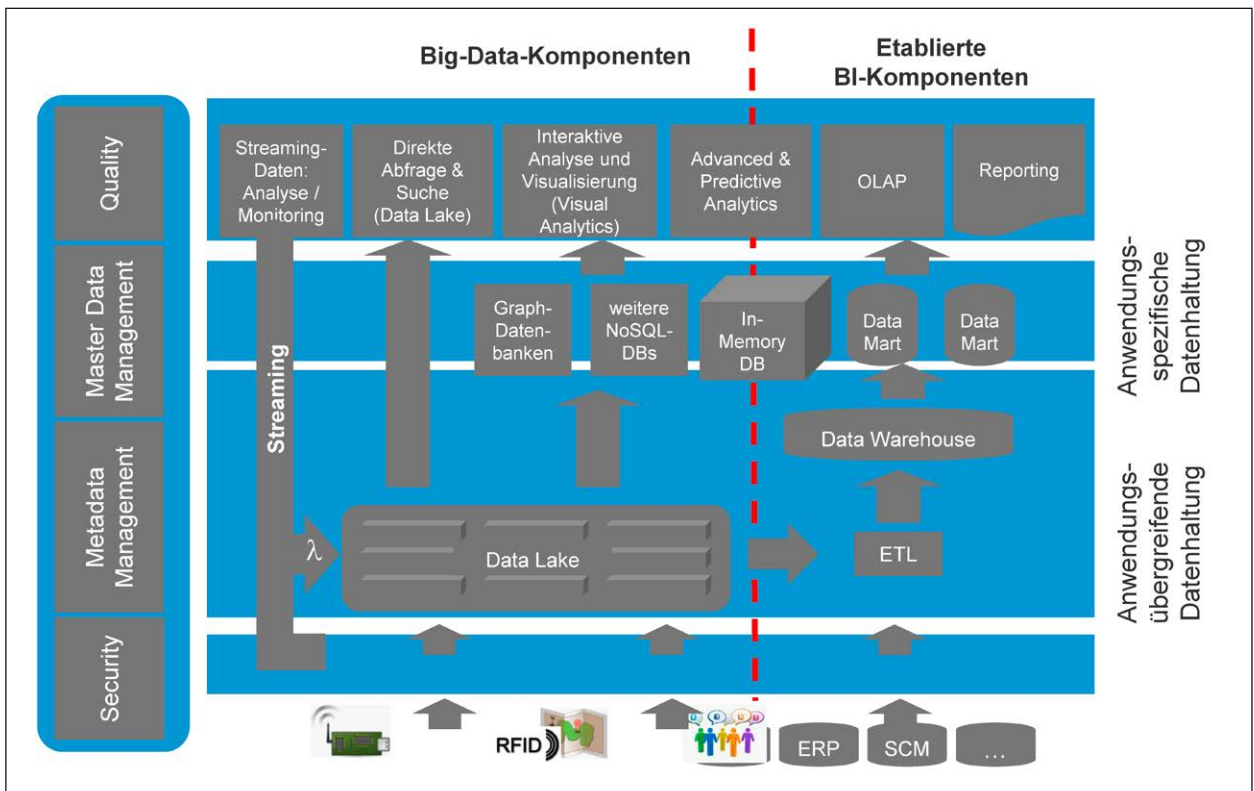 Big-Data-Komponenten
Etablierte
BI-Komponenten
Quality
Master Data
Management
Metadata
Management
Security
Streaming-
Daten:
Analyse /
Monitoring
Direkte
Abfrage &
Suche
(Data Lake)
Interaktive
Analyse und
Visualisierung
(Visual
Analytics)
Advanced &
Predictive
Analytics
OLAP
Reporting
Streaming
Graph-
Daten-
banken
weitere
NoSQL-
DBs
In-
Memory
DB
Data
Mart
Data
Mart
Data Warehouse
λ
Data Lake
ETL
Anwendungs-
spezifische
Datenhaltung
Anwendungs-
übergreifende
Datenhaltung
RFID
ERP
SCM
...